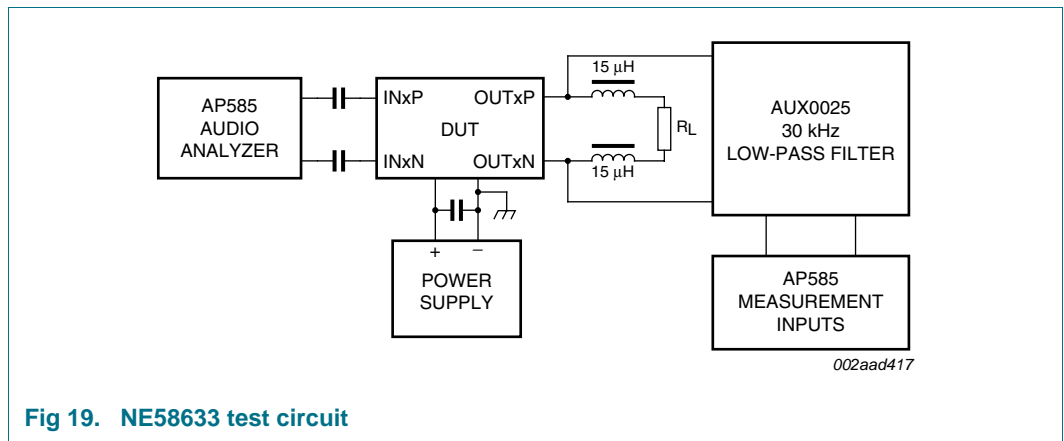 AP585
AUDIO
ANALYZER
INxP
OUTxP
DUT
INxN
OUTxN
15 μH
RL
15 μH
AUX0025
30 kHz
LOW-PASS FILTER
+
−
POWER
SUPPLY
AP585
MEASUREMENT
INPUTS
002aad417
Fig 19. NE58633 test circuit